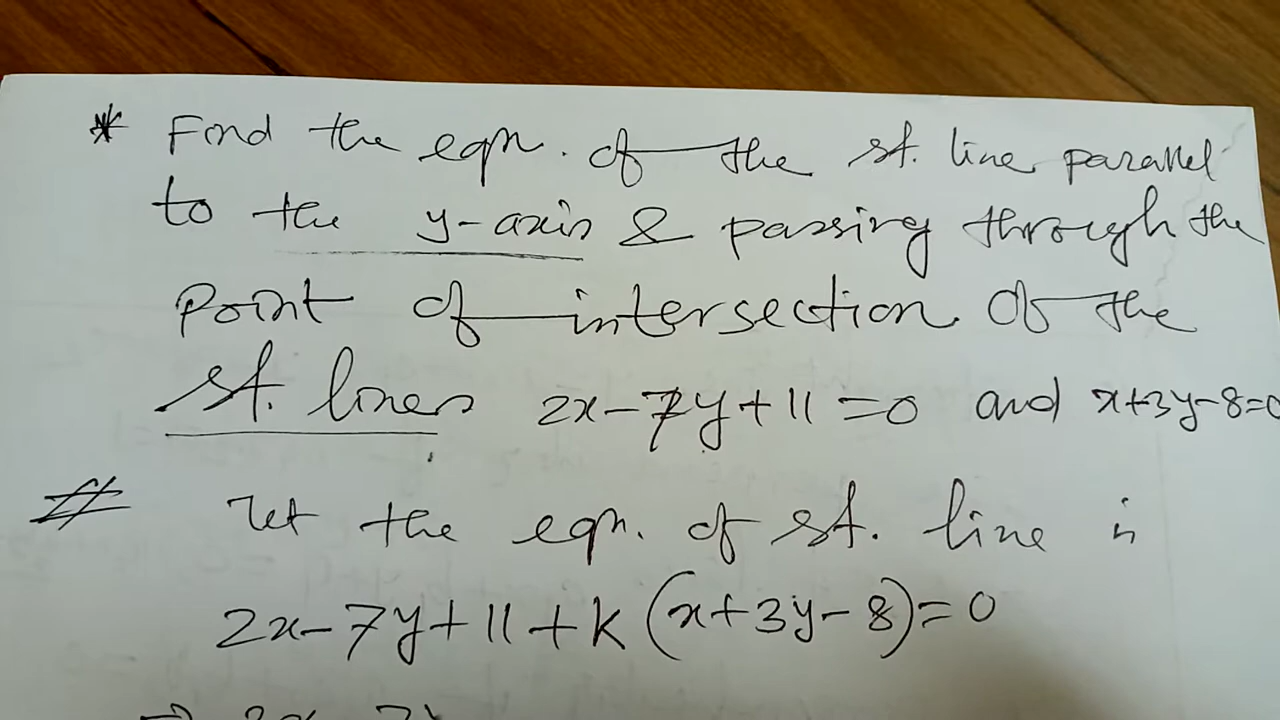 * Find the eqn. of the st. line parallel
to the y-axis & passing through the
point of intersection of the
st. lines 2x-7y+11=0 and x+3y-8=0
# Let the eqn. of st. line is
2x-7y+11+k(x+3y-8)=0